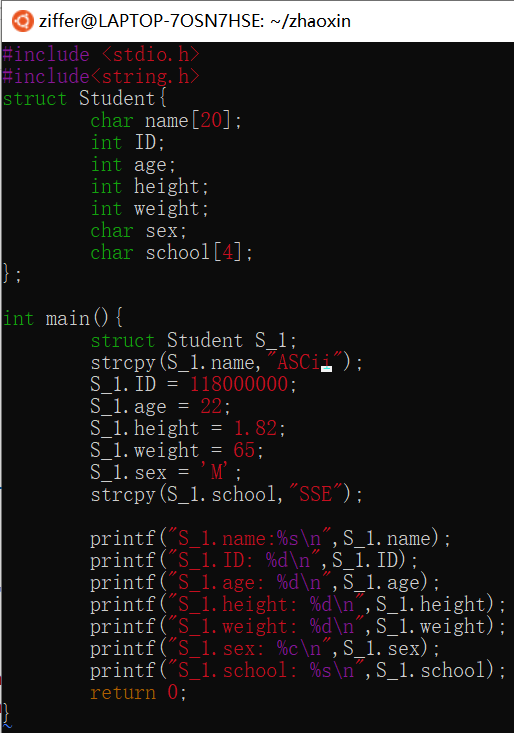 ziffer@LAPTOP-7OSN7HSE: ~/zhaoxin
#include <stdio.h>
#include<string.h>
struct Student{
        char name[20];
        int ID;
        int age;
        int height;
        int weight;
        char sex;
        char school[4];
};

int main(){
        struct Student S_1;
        strcpy(S_1.name,"ASCii");
        S_1.ID = 118000000;
        S_1.age = 22;
        S_1.height = 1.82;
        S_1.weight = 65;
        S_1.sex = 'M';
        strcpy(S_1.school,"SSE");

        printf("S_1.name:%s\n",S_1.name);
        printf("S_1.ID: %d\n",S_1.ID);
        printf("S_1.age: %d\n",S_1.age);
        printf("S_1.height: %d\n",S_1.height);
        printf("S_1.weight: %d\n",S_1.weight);
        printf("S_1.sex: %c\n",S_1.sex);
        printf("S_1.school: %s\n",S_1.school);
        return 0;
}
~